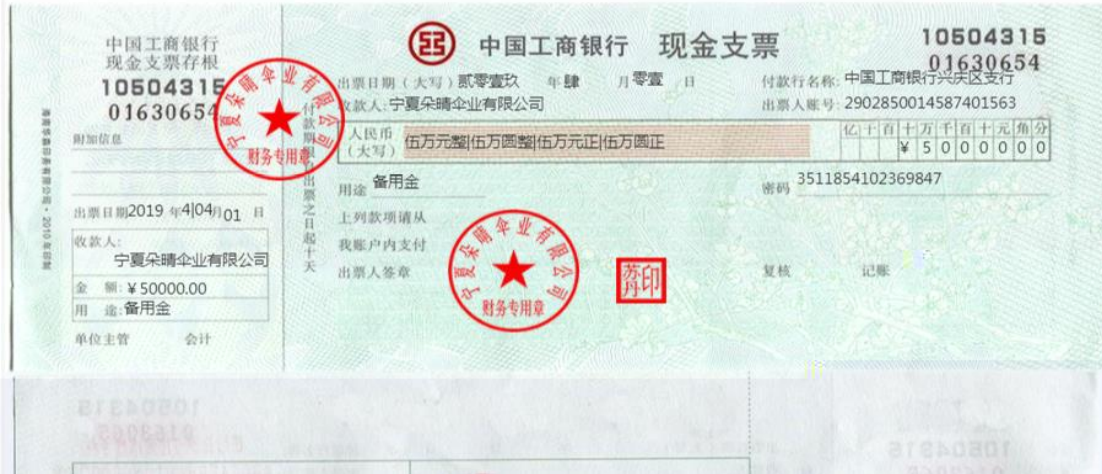 中国工商银行
现金支票存根
10504315
01630654
附加信息
出票日期2019 年4|04月01 日
收款人:
宁夏朵晴伞业有限公司
金 额:¥50000.00
用 途:备用金
单位主管 会计
付款期限自出票之日起十天
中国工商银行 现金支票
10504315
01630654
出票日期(大写)贰零壹玖 年肆 月零壹 日
付款行名称:中国工商银行兴庆区支行
收款人:宁夏朵晴伞业有限公司
出票人账号:2902850014587401563
人民币
(大写)
伍万元整|伍万圆整|伍万元正|伍万圆正
亿千百十万千百十元角分
¥5000000
用途 备用金
密码 3511854102369847
上列款项请从
我账户内支付
出票人签章
复核 记账
宁夏朵晴伞业有限公司
财务专用章
宁夏朵晴伞业有限公司
财务专用章
苏丹印
10504315
10504315